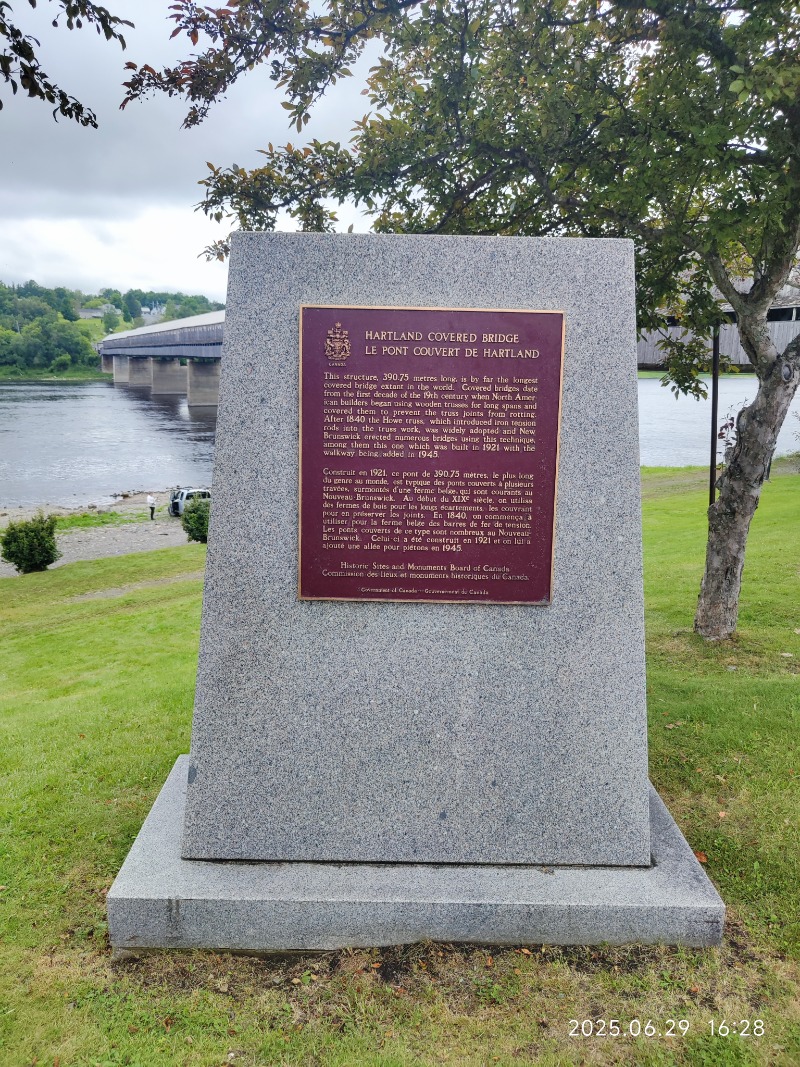 CANADA
HARTLAND COVERED BRIDGE
LE PONT COUVERT DE HARTLAND
This structure, 390.75 metres long, is by far the longest
covered bridge extant in the world. Covered bridges date
from the first decade of the 19th century when North Amer
ican builders began using wooden trusses for long spans and
covered them to prevent the truss joints from rotting.
After 1840 the Howe truss, which introduced iron tension
rods into the truss work, was widely adopted and New
Brunswick erected numerous bridges using this technique,
among them this one which was built in 1921 with the
walkway being added in 1945.
Construit en 1921, ce pont de 390.75 mètres, le plus long
du genre au monde, est typique des ponts couverts à plusieurs
travées, surmontés d'une ferme belge, qui sont courants au
Nouveau-Brunswick. Au début du XIXe siècle, on utilisa
des fermes de bois pour les longs écartements, les couvrant
pour en préserver les joints. En 1840, on commença à
utiliser pour la ferme belge des barres de fer de tension.
Les ponts couverts de ce type sont nombreux au Nouveau-
Brunswick. Celui-ci a été construit en 1921 et on lui a
ajouté une allée pour piétons en 1945.
Historic Sites and Monuments Board of Canada
Commission des lieux et monuments historiques du Canada.
Government of Canada - Gouvernement du Canada
2025.06.29 16:28